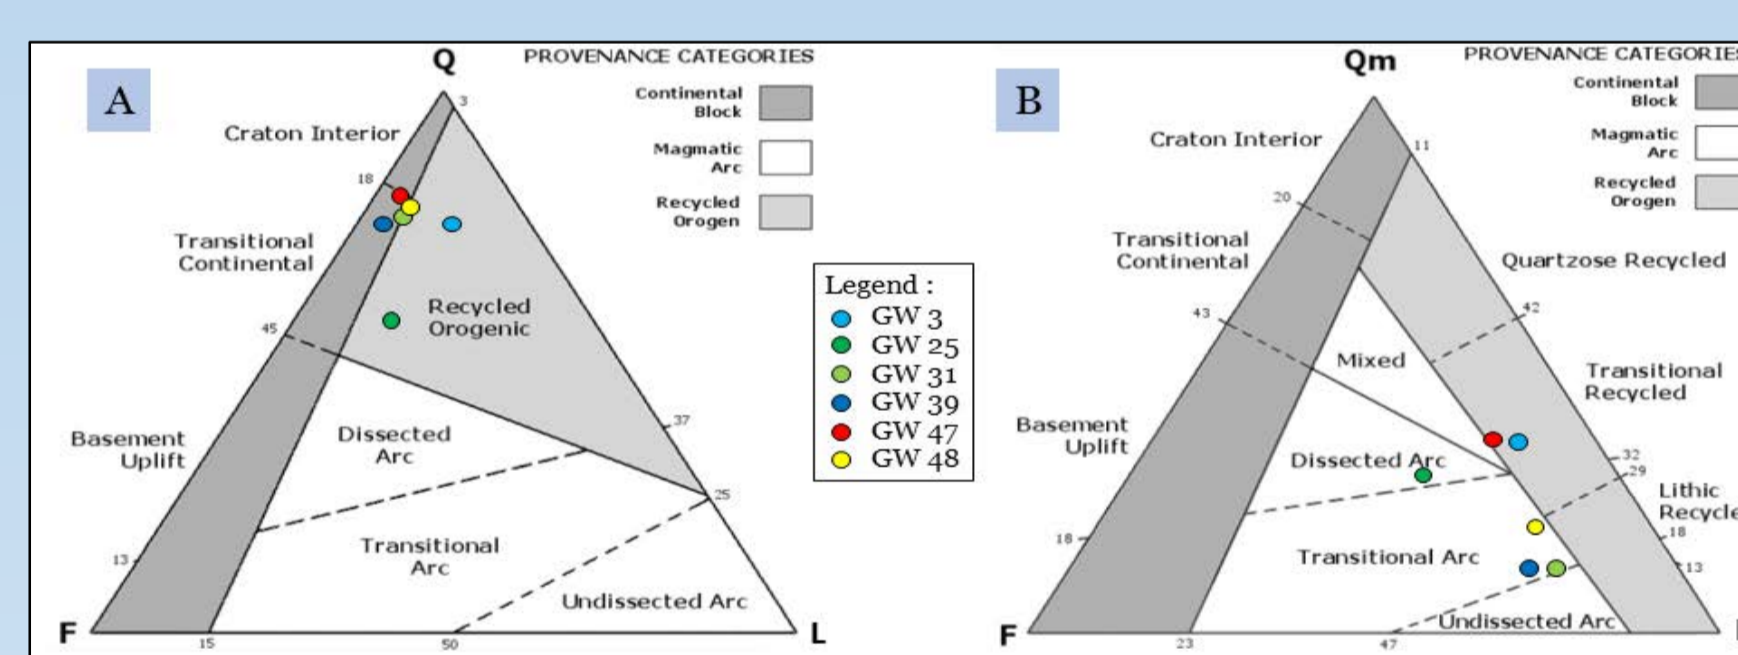 A
Q
PROVENANCE CATEGORIES
Continental
Block
Magmatic
Arc
Recycled
Orogen
3
Craton Interior
18
Transitional
Continental
Recycled
Orogenic
45
37
Basement
Uplift
Dissected
Arc
25
Transitional
Arc
13
Undissected Arc
F
L
15
50
Legend :
GW 3
GW 25
GW 31
GW 39
GW 47
GW 48
B
Qm
PROVENANCE CATEGORIES
Continental
Block
Magmatic
Arc
Recycled
Orogen
11
Craton Interior
20
Transitional
Continental
Quartzose Recycled
43
42
Mixed
Transitional
Recycled
Basement
Uplift
Dissected Arc
32
29
Lithic
Recycle
18
18
Transitional Arc
13
Undissected Arc
F
23
47